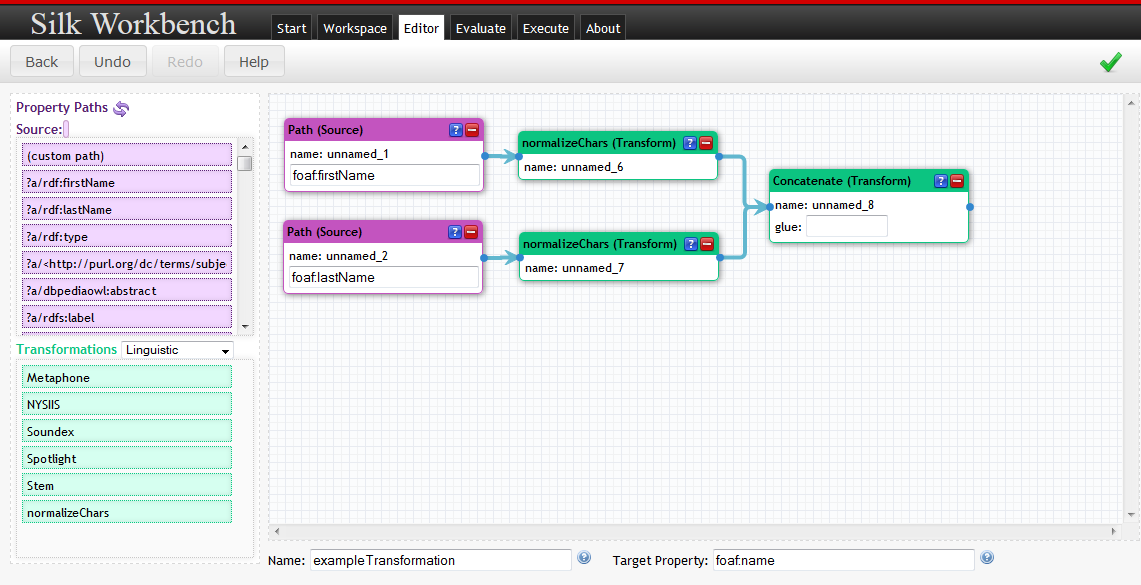 Silk Workbench
Start Workspace Editor Evaluate Execute About
Back Undo Redo Help
Property Paths
Source:
(custom path)
?a/rdf:firstName
?a/rdf:lastName
?a/rdf:type
?a/<http://purl.org/dc/terms/subje
?a/dbpediaowl:abstract
?a/rdfs:label
Transformations Linguistic
Metaphone
NYSIIS
Soundex
Spotlight
Stem
normalizeChars
Path (Source) ?
name: unnamed_1
foaf:firstName
normalizeChars (Transform) ?
name: unnamed_6
Path (Source) ?
name: unnamed_2
foaf:lastName
normalizeChars (Transform) ?
name: unnamed_7
Concatenate (Transform) ?
name: unnamed_8
glue:
Name: exampleTransformation ? Target Property: foaf:name ?